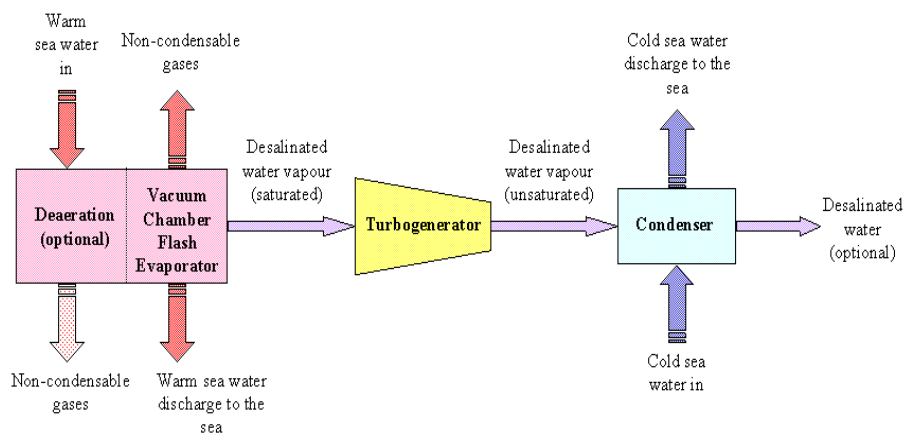 Warm
sea water
in
Non-condensable
gases
Cold sea water
discharge to the
sea
Deaeration
(optional)
Vacuum
Chamber
Flash
Evaporator
Desalinated
water vapour
(saturated)
Turbogenerator
Desalinated
water vapour
(unsaturated)
Condenser
Desalinated
water
(optional)
Non-condensable
gases
Warm sea water
discharge to the
sea
Cold sea
water in